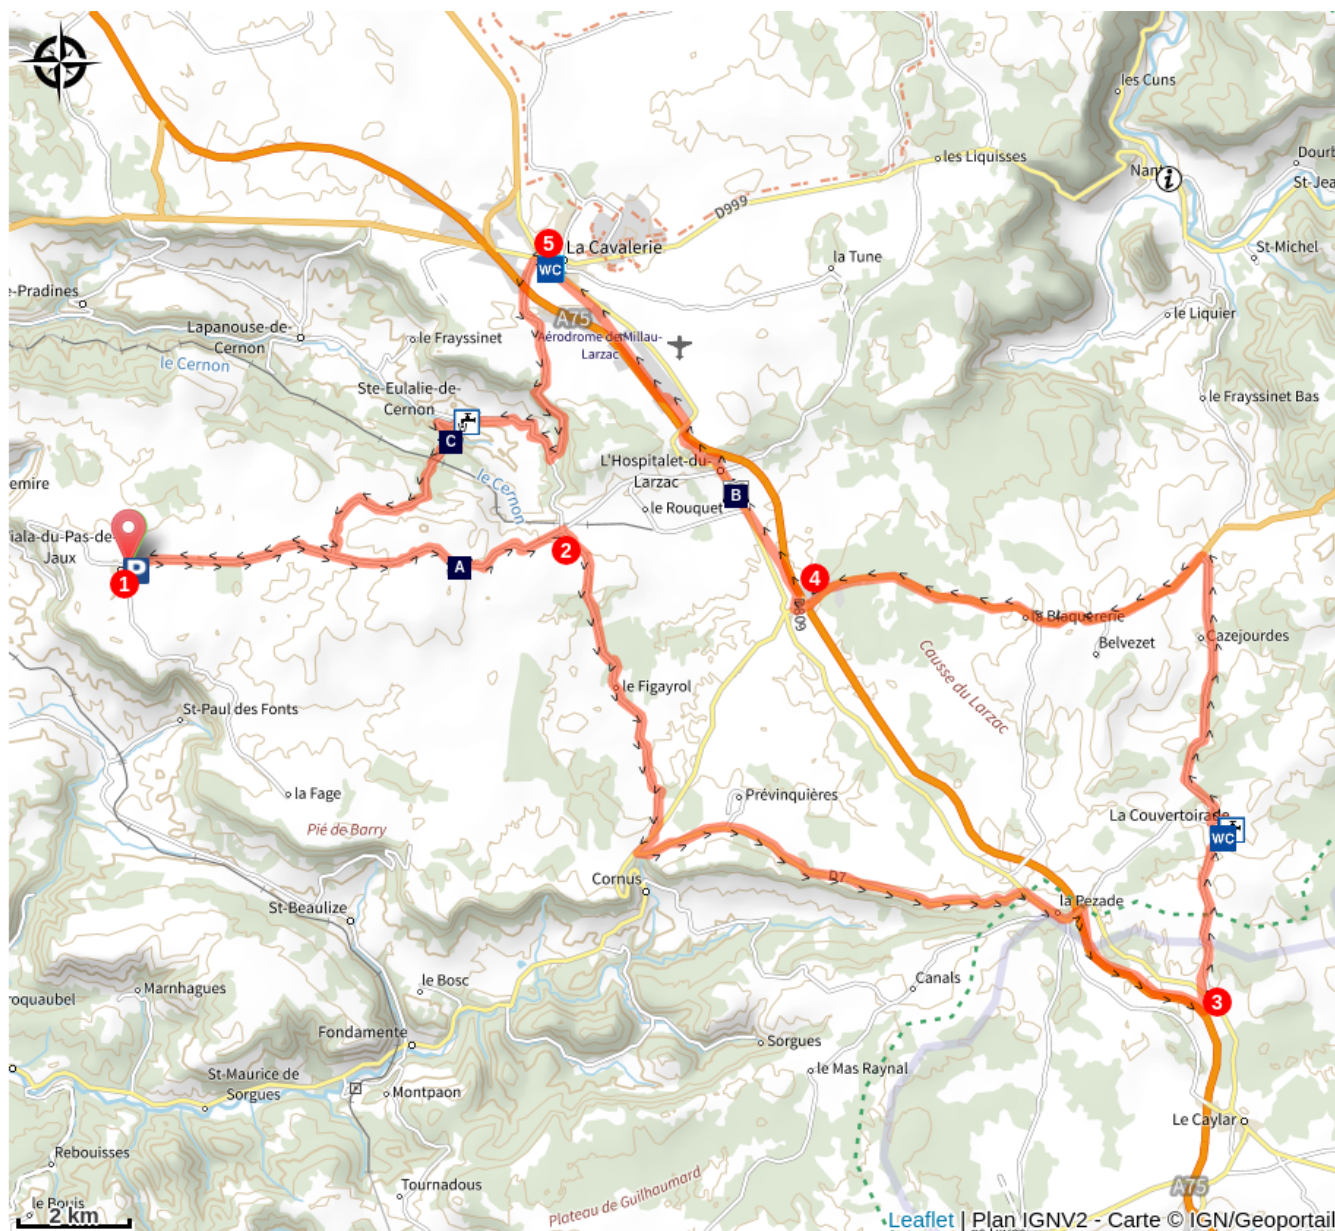 les Cuns
Nant
i
Dourb
St-Jea
les Liquisses
D999
St-Michel
5
La Cavalerie
WC
la Tune
e-Pradines
Lapanouse-de-
Cernon
le Frayssinet
le Cernon
A75
Aérodrome de Millau-
Larzac
le Liquier
Ste-Eulalie-de-
Cernon
C
le Frayssinet Bas
L'Hospitalet-du-
Larzac
B
le Rouquet
le Cernon
emire
iala-du-Pas-de-
Jaux
1
A
2
4
D809
la Blaquererie
Belvezet
Cazejourdes
Causse du Larzac
le Figayrol
St-Paul des Fonts
la Fage
Pié de Barry
Prévinquières
La Couvertoirade
WC
Cornus
D7
la Pezade
St-Beaulize
le Bosc
Canals
3
roquaubel
Marnhagues
Fondamente
Sorgues
le Mas Raynal
St-Maurice de
Sorgues
Montpaon
Le Caylar
Rebouisses
Tournadous
A75
le Bouis
Plateau de Guilhaumard
2 km
Leaflet | Plan IGNV2 - Carte © IGN/Geoportail